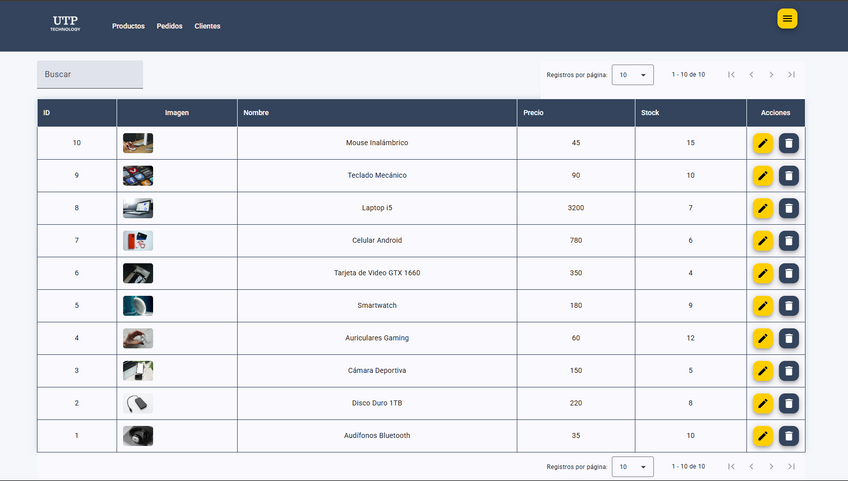 UTP
TECHNOLOGY
Productos Pedidos Clientes
Buscar
Registros por página: 10 1 - 10 de 10
ID Imagen Nombre Precio Stock Acciones
10 Mouse Inalámbrico 45 15
9 Teclado Mecánico 90 10
8 Laptop i5 3200 7
7 Celular Android 780 6
6 Tarjeta de Video GTX 1660 350 4
5 Smartwatch 180 9
4 Auriculares Gaming 60 12
3 Cámara Deportiva 150 5
2 Disco Duro 1TB 220 8
1 Audífonos Bluetooth 35 10
Registros por página: 10 1 - 10 de 10